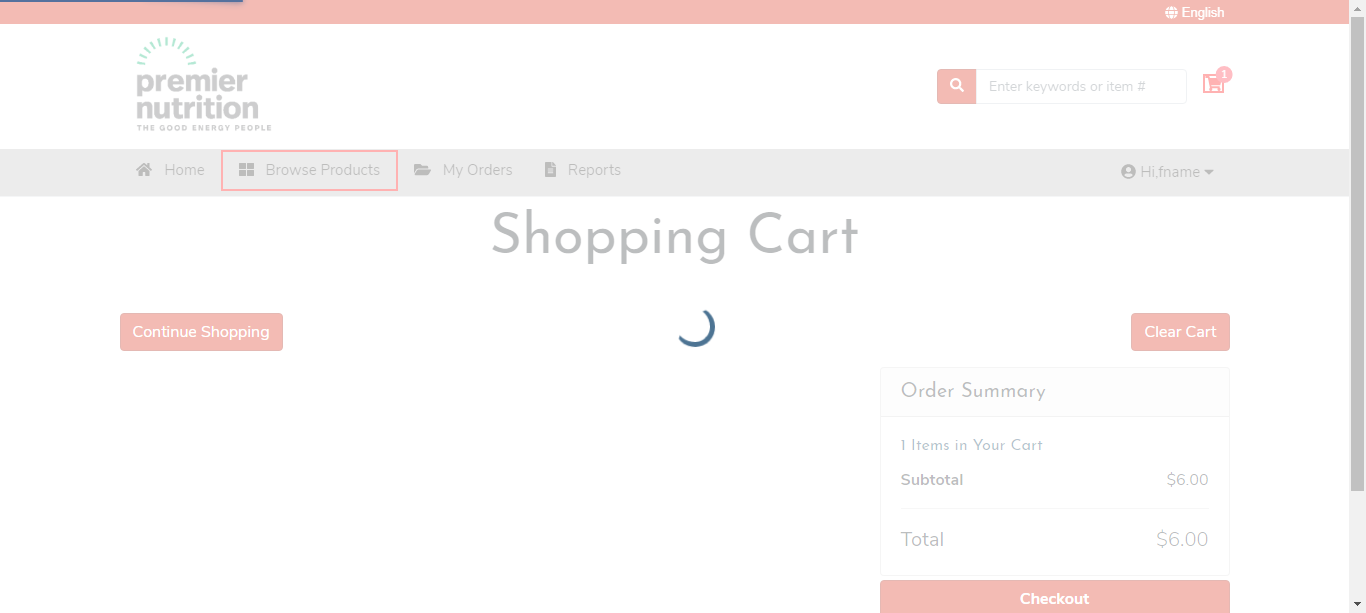 English
premier
nutrition
THE GOOD ENERGY PEOPLE
Enter keywords or item #
1
Home
Browse Products
My Orders
Reports
Hi,fname
Shopping Cart
Continue Shopping
Clear Cart
Order Summary
1 Items in Your Cart
Subtotal $6.00
Total $6.00
Checkout